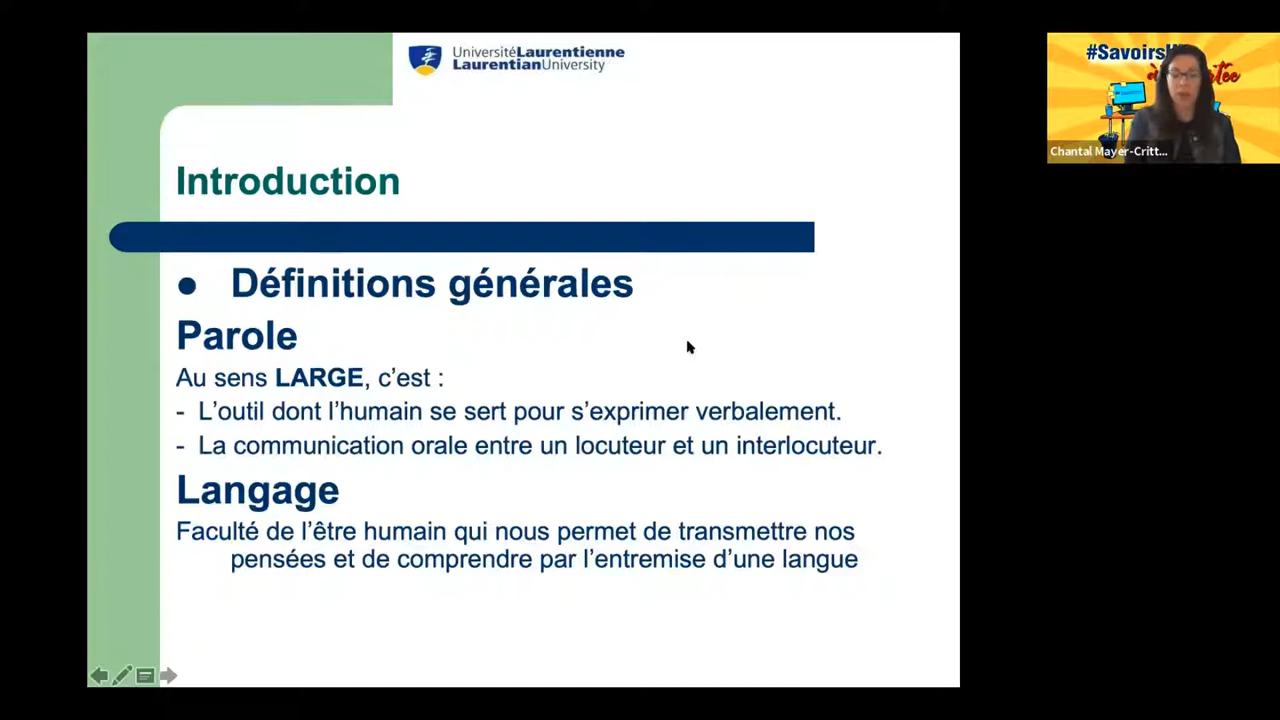 UniversitéLaurentienne
LaurentianUniversity
Introduction
● Définitions générales
Parole
Au sens LARGE, c’est :
- L’outil dont l’humain se sert pour s’exprimer verbalement.
- La communication orale entre un locuteur et un interlocuteur.
Langage
Faculté de l’être humain qui nous permet de transmettre nos
pensées et de comprendre par l’entremise d’une langue
#Savoirs
à
Chantal Mayer-Critt...